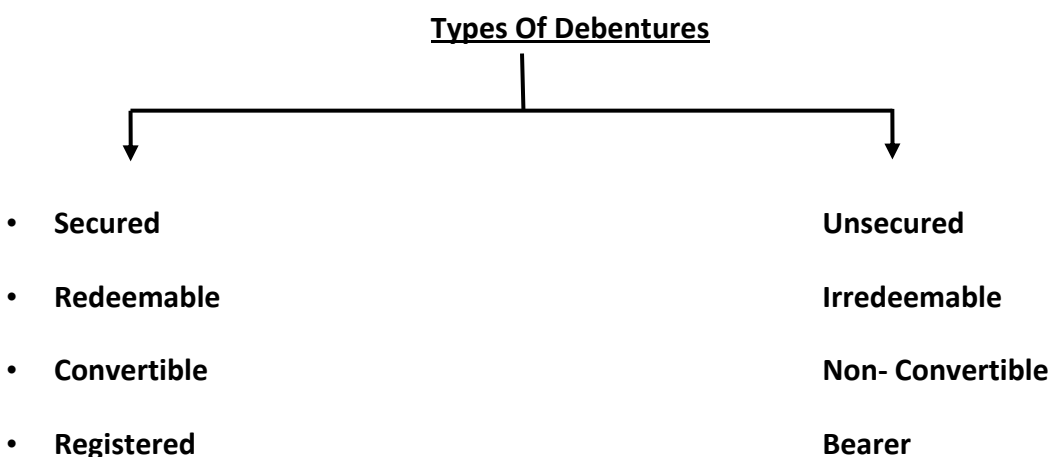 Types Of Debentures
• Secured Unsecured
• Redeemable Irredeemable
• Convertible Non- Convertible
• Registered Bearer